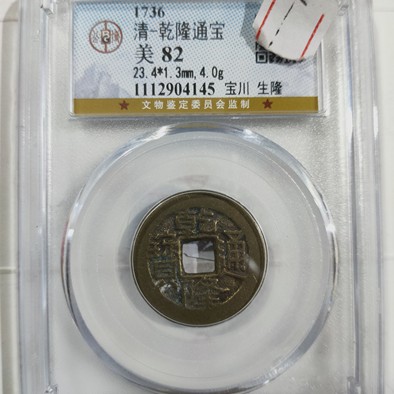 1736
清-乾隆通宝
美 82
23.4*1.3mm,4.0g
1112904145 宝川 生隆
★ 文物鉴定委员会监制 ★
乾隆通寳